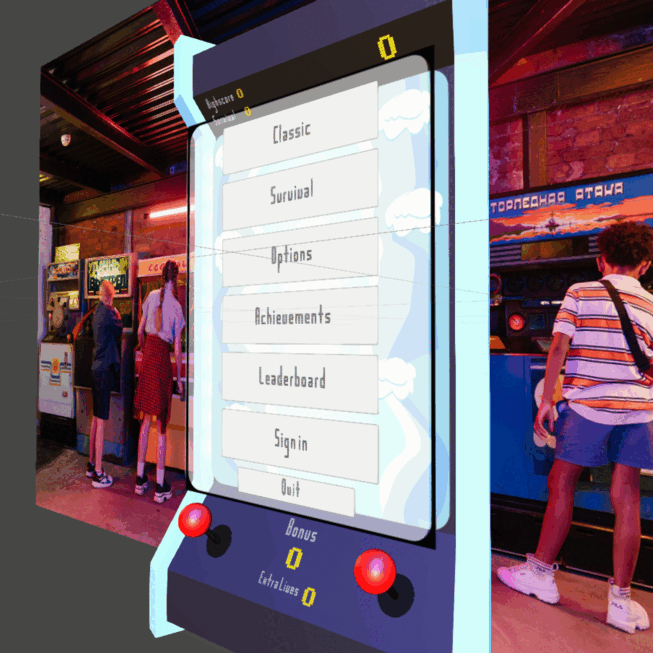 0
Highscore 0
Survival 0
Classic
Survival
Options
Achievements
Leaderboard
Sign in
Quit
Bonus
0
Extra Lives 0
ТОРПЕДНАЯ АТАКА
FILA